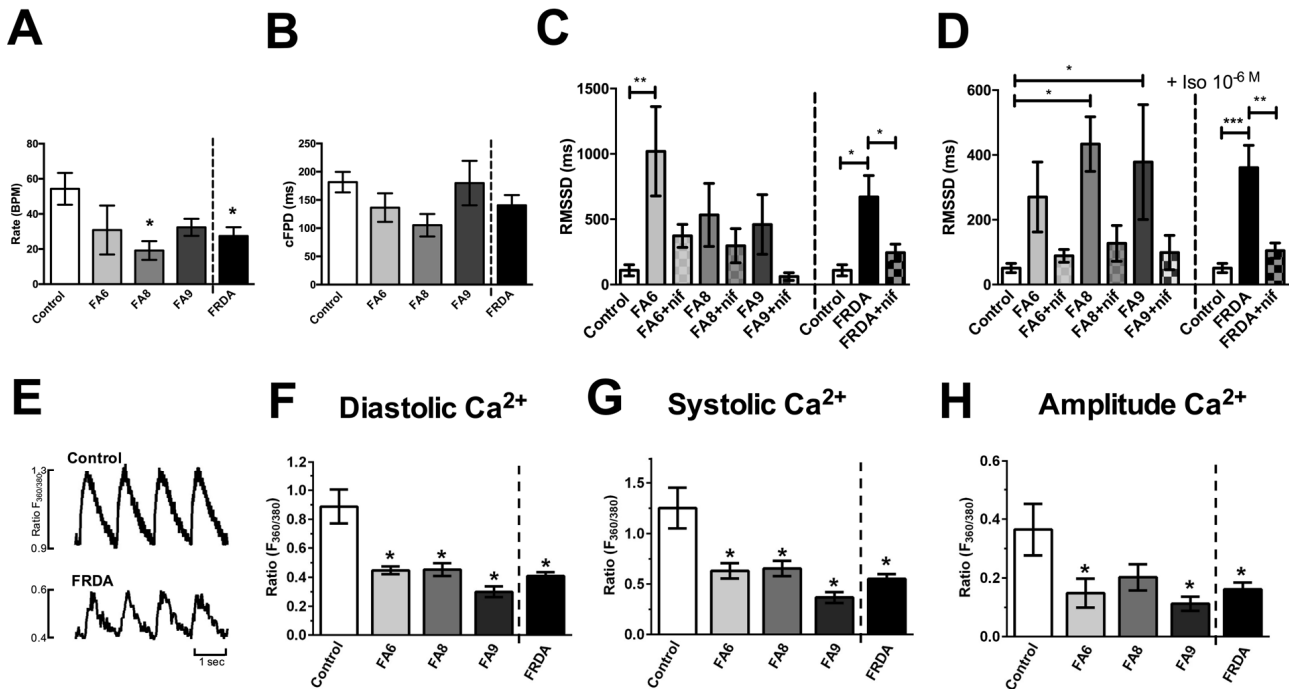 A
Rate (BPM)
80
60
40
20
0
Control
FA6
FA8
FA9
FRDA
*
*
B
cFPD (ms)
300
250
200
150
100
50
0
Control
FA6
FA8
FA9
FRDA
C
RMSSD (ms)
1500
1000
500
0
**
*
*
Control
FA6
FA6+nif
FA8
FA8+nif
FA9
FA9+nif
Control
FRDA
FRDA+nif
D
+ Iso 10-6 M
RMSSD (ms)
600
400
200
0
*
*
***
**
Control
FA6
FA6+nif
FA8
FA8+nif
FA9
FA9+nif
Control
FRDA
FRDA+nif
E
Control
Ratio F360/380
1.3
0.9
FRDA
0.6
0.4
1 sec
F
Diastolic Ca2+
Ratio (F360/380)
1.2
1.0
0.8
0.6
0.4
0.2
0.0
*
*
*
*
Control
FA6
FA8
FA9
FRDA
G
Systolic Ca2+
Ratio (F360/380)
1.5
1.0
0.5
0.0
*
*
*
*
Control
FA6
FA8
FA9
FRDA
H
Amplitude Ca2+
Ratio (F360/380)
0.6
0.4
0.2
0.0
*
*
*
Control
FA6
FA8
FA9
FRDA